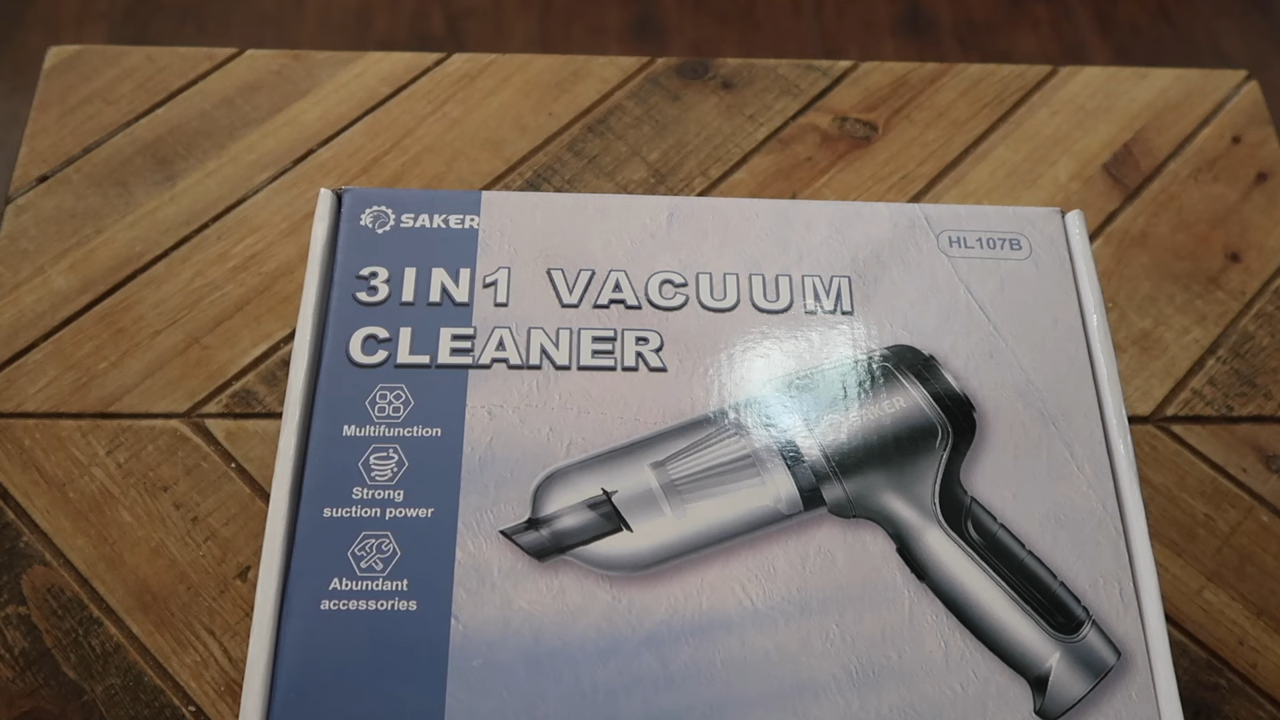 SAKER
HL107B
3IN1 VACUUM
CLEANER
Multifunction
Strong
suction power
Abundant
accessories
SAKER